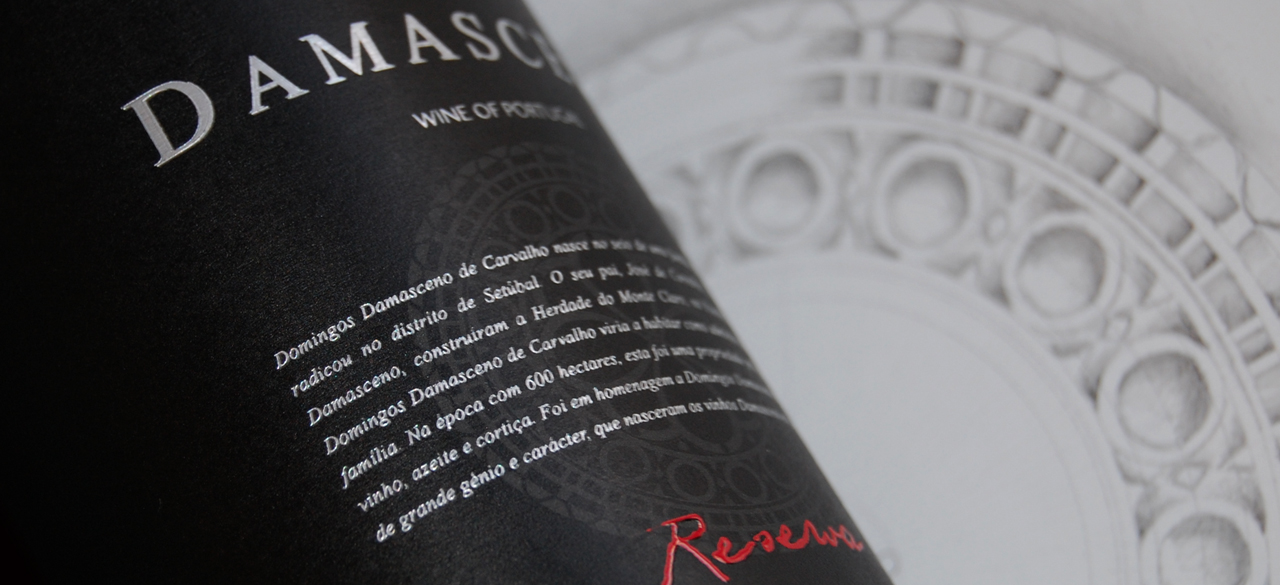 DAMASC
WINE OF PORTUGAL
Domingos Damasceno de Carvalho nasce no seio de
radicou no distrito de Setúbal. O seu pai, José de
Damasceno, construíram a Herdade do Monte Claro,
Domingos Damasceno de Carvalho viria a habitar como
família. Na época com 600 hectares, esta foi uma
vinho, azeite e cortiça. Foi em homenagem a Domingos
de grande génio e carácter, que nasceram os vinhos
Reserva